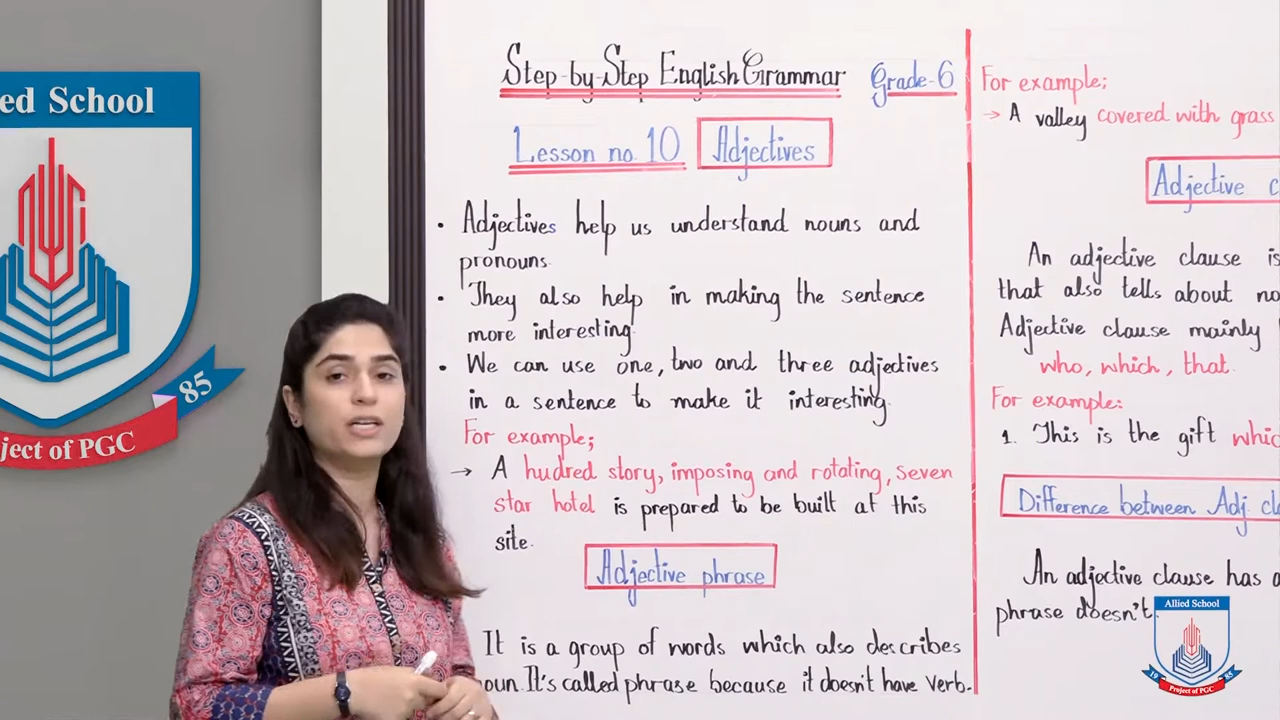 ed School
ject of PGC
85
Step-by-Step English Grammar Grade-6
Lesson no. 10 Adjectives
• Adjectives help us understand nouns and
pronouns.
• They also help in making the sentence
more interesting.
• We can use one, two and three adjectives
in a sentence to make it interesting.
For example;
→ A hudred story, imposing and rotating, seven
star hotel is prepared to be built at this
site.
Adjective phrase
It is a group of words which also describes
oun. It's called phrase because it doesn't have verb.
For example;
→ A valley covered with grass
Adjective c
An adjective clause is
that also tells about no
Adjective clause mainly
who, which, that.
For example:
1. This is the gift whic
Difference between Adj. cl
An adjective clause has a
phrase doesn't.
Allied School
19 85
Project of PGC